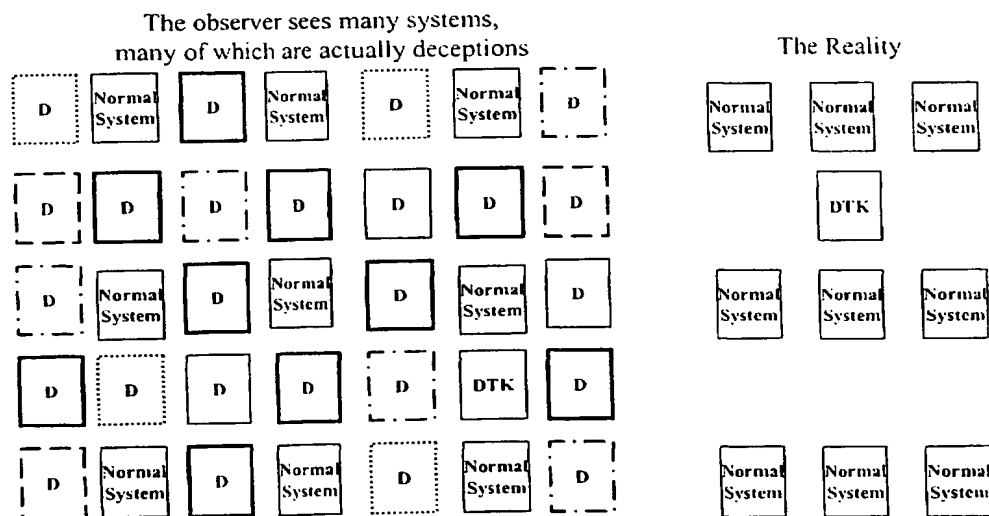 The observer sees many systems,
many of which are actually deceptions
D Normal System D Normal System D Normal System D
D D D D D D D
D Normal System D Normal System D Normal System D
D D D D D DTK D
D Normal System D Normal System D Normal System D
The Reality
Normal System Normal System Normal System
DTK
Normal System Normal System Normal System
Normal System Normal System Normal System